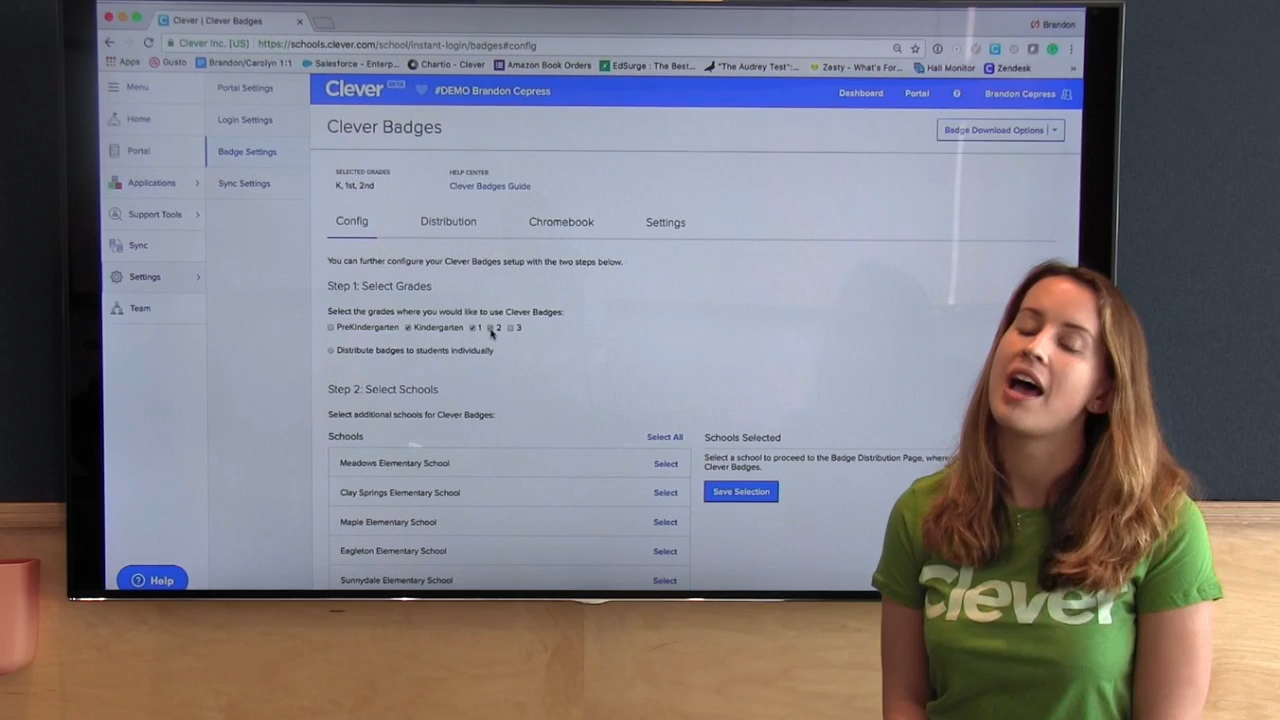 Clever | Clever Badges
Brandon
Clever Inc. [US] https://schools.clever.com/school/instant-login/badges#config
Apps Gusto Brandon/Carolyn 1:1 Salesforce - Enterp... Chartio - Clever Amazon Book Orders EdSurge : The Best... "The Audrey Test":... Zesty - What's For... Hall Monitor Zendesk »
Menu
Home
Portal
Applications
Support Tools
Sync
Settings
Team
Help
Portal Settings
Login Settings
Badge Settings
Sync Settings
Clever BETA #DEMO Brandon Cepress Dashboard Portal Brandon Cepress
Clever Badges
Badge Download Options
SELECTED GRADES
K, 1st, 2nd
HELP CENTER
Clever Badges Guide
Config Distribution Chromebook Settings
You can further configure your Clever Badges setup with the two steps below.
Step 1: Select Grades
Select the grades where you would like to use Clever Badges:
PreKindergarten Kindergarten 1 2 3
Distribute badges to students individually
Step 2: Select Schools
Select additional schools for Clever Badges:
Schools Select All
Meadows Elementary School Select
Clay Springs Elementary School Select
Maple Elementary School Select
Eagleton Elementary School Select
Sunnydale Elementary School Select
Schools Selected
Select a school to proceed to the Badge Distribution Page, where
Clever Badges.
Save Selection
Clever